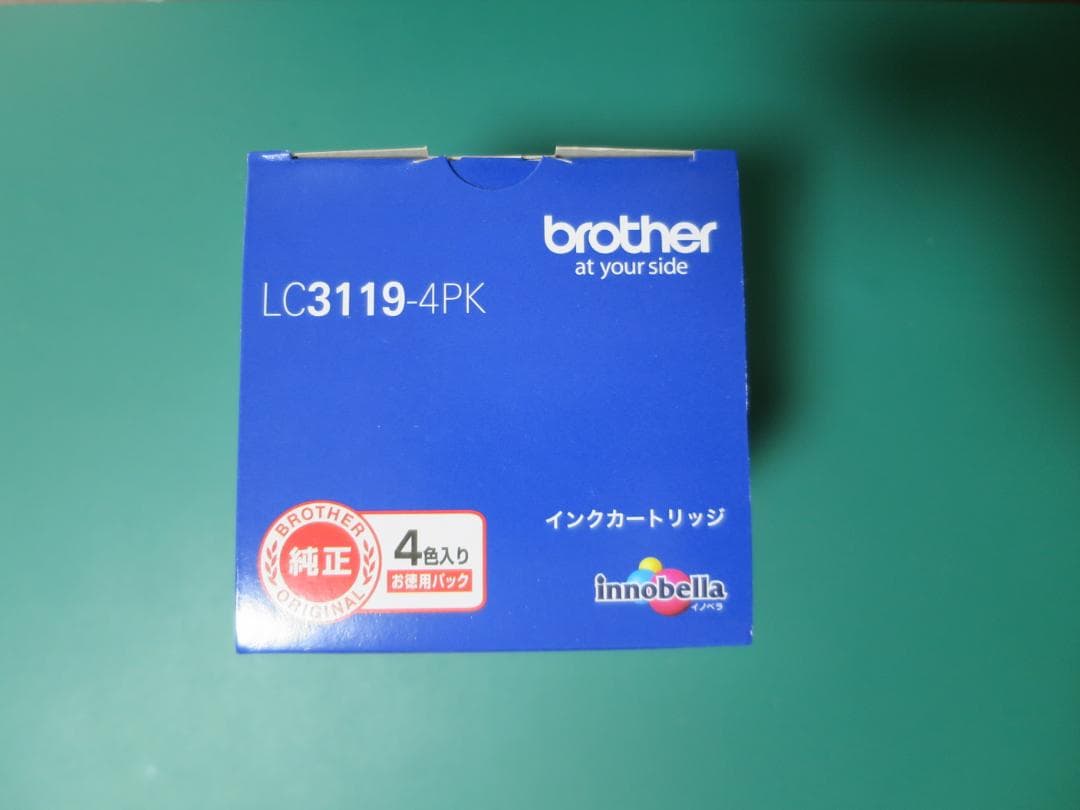 brother
at your side
LC3119-4PK
BROTHER
純正
ORIGINAL
4色入り
お徳用パック
インクカートリッジ
innobella
イノベラ